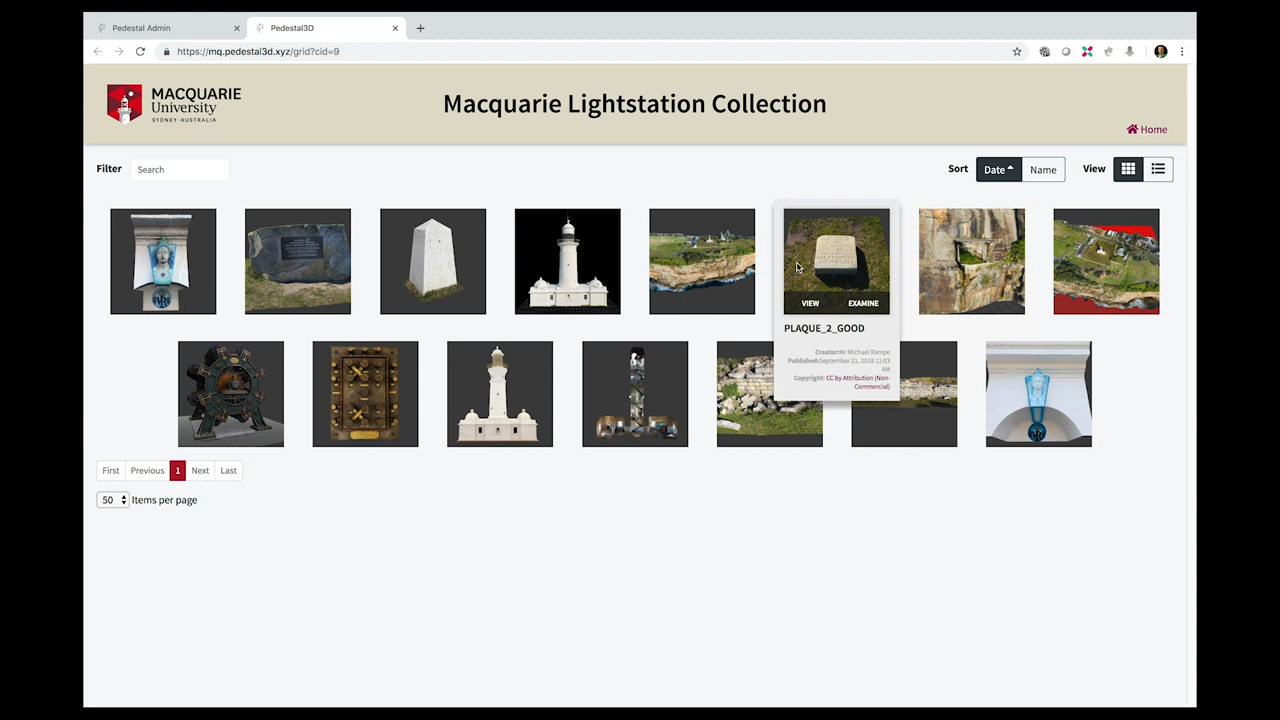 Pedestal Admin
Pedestal3D
https://mq.pedestal3d.xyz/grid?cid=9
MACQUARIE
University
SYDNEY·AUSTRALIA
Macquarie Lightstation Collection
Home
Filter
Search
Sort
Date
Name
View
VIEW
EXAMINE
PLAQUE_2_GOOD
Creator:Mr Michael Rampe
Published:September 21, 2018 11:03
AM
Copyright: CC by Attribution (Non-
Commercial)
First
Previous
1
Next
Last
50
Items per page